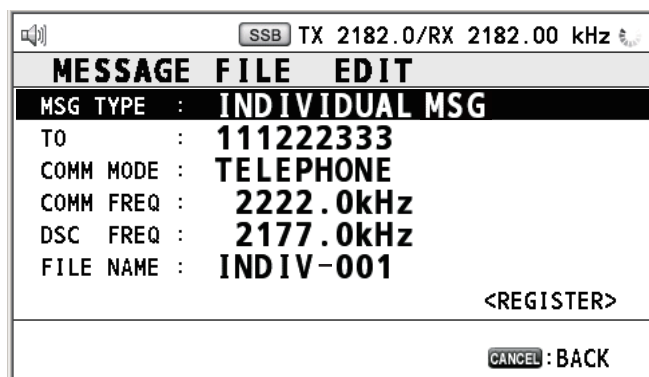 SSB TX 2182.0/RX 2182.00 kHz
MESSAGE FILE EDIT
MSG TYPE : INDIVIDUAL MSG
TO : 111222333
COMM MODE : TELEPHONE
COMM FREQ : 2222.0kHz
DSC FREQ : 2177.0kHz
FILE NAME : INDIV-001
<REGISTER>
CANCEL : BACK